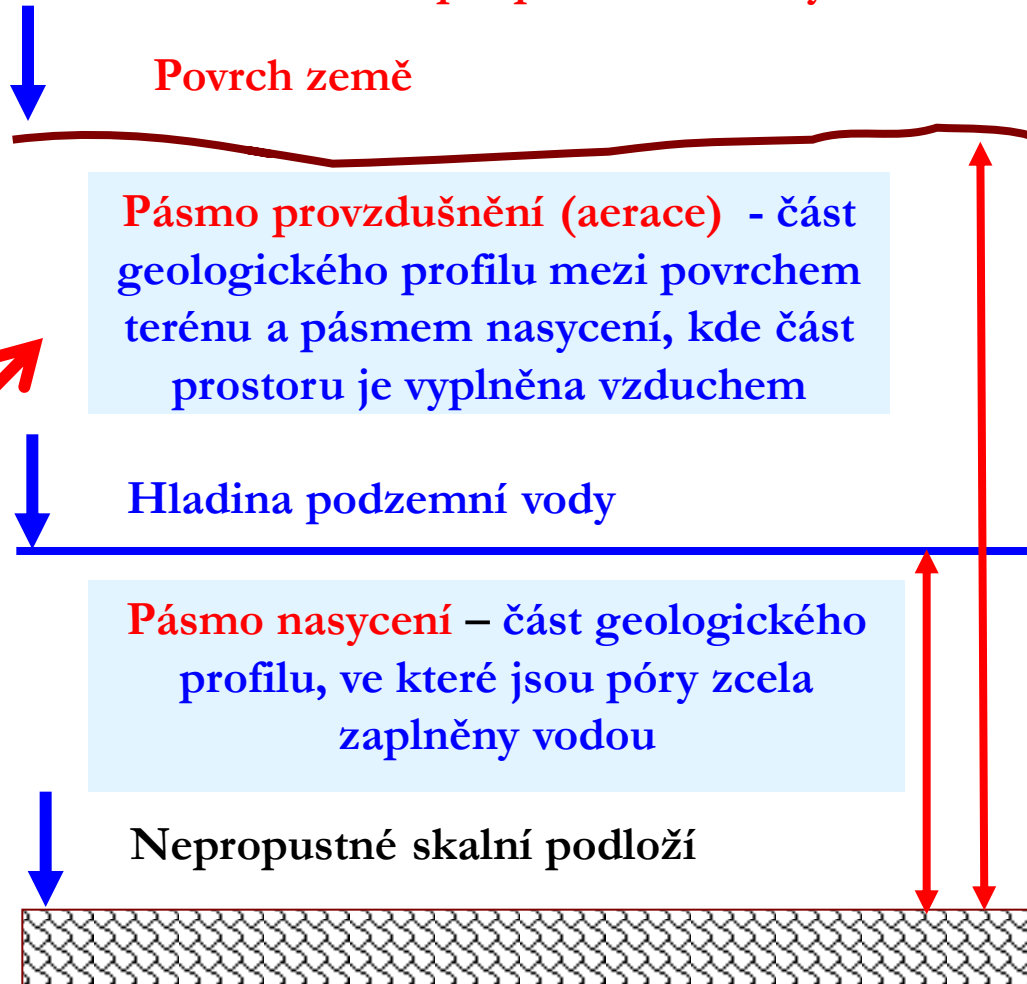 Povrch země
Pásmo provzdušnění (aerace) - část
geologického profilu mezi povrchem
terénu a pásmem nasycení, kde část
prostoru je vyplněna vzduchem
Hladina podzemní vody
Pásmo nasycení – část geologického
profilu, ve které jsou póry zcela
zaplněny vodou
Nepropustné skalní podloží